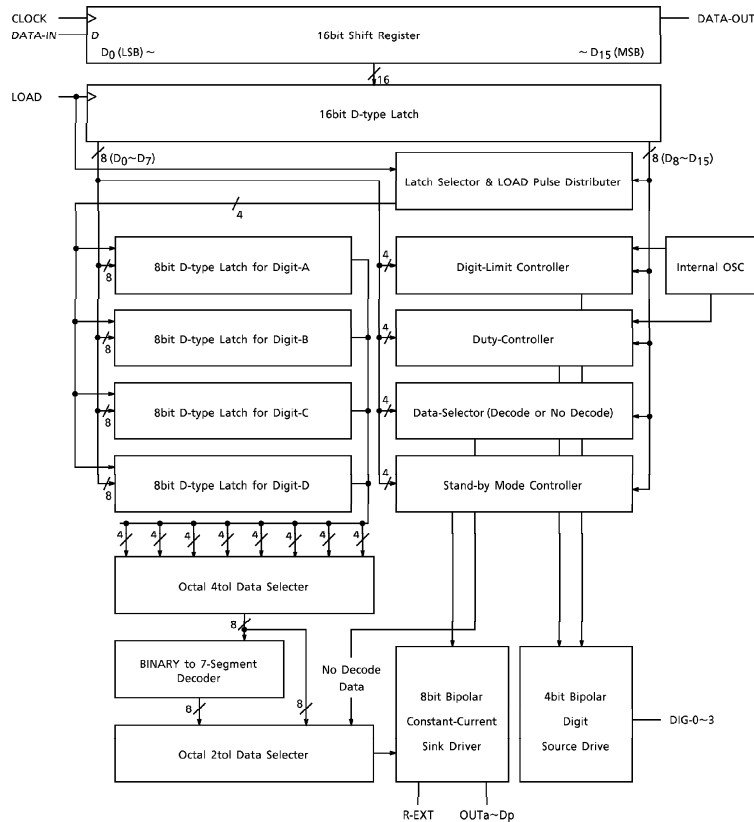 CLOCK
DATA-IN
D
16bit Shift Register
D0 (LSB) ~
~ D15 (MSB)
DATA-OUT
16
LOAD
16bit D-type Latch
8 (D0~D7)
8 (D8~D15)
Latch Selector & LOAD Pulse Distributer
4
8bit D-type Latch for Digit-A
8
4
Digit-Limit Controller
Internal OSC
8bit D-type Latch for Digit-B
8
4
Duty-Controller
8bit D-type Latch for Digit-C
8
4
Data-Selector (Decode or No Decode)
8bit D-type Latch for Digit-D
8
4
Stand-by Mode Controller
4 4 4 4 4 4 4 4
Octal 4tol Data Selecter
8
BINARY to 7-Segment
Decoder
No Decode
Data
8
8
Octal 2tol Data Selecter
8bit Bipolar
Constant-Current
Sink Driver
4bit Bipolar
Digit
Source Drive
DIG-0~3
R-EXT
OUTa~Dp